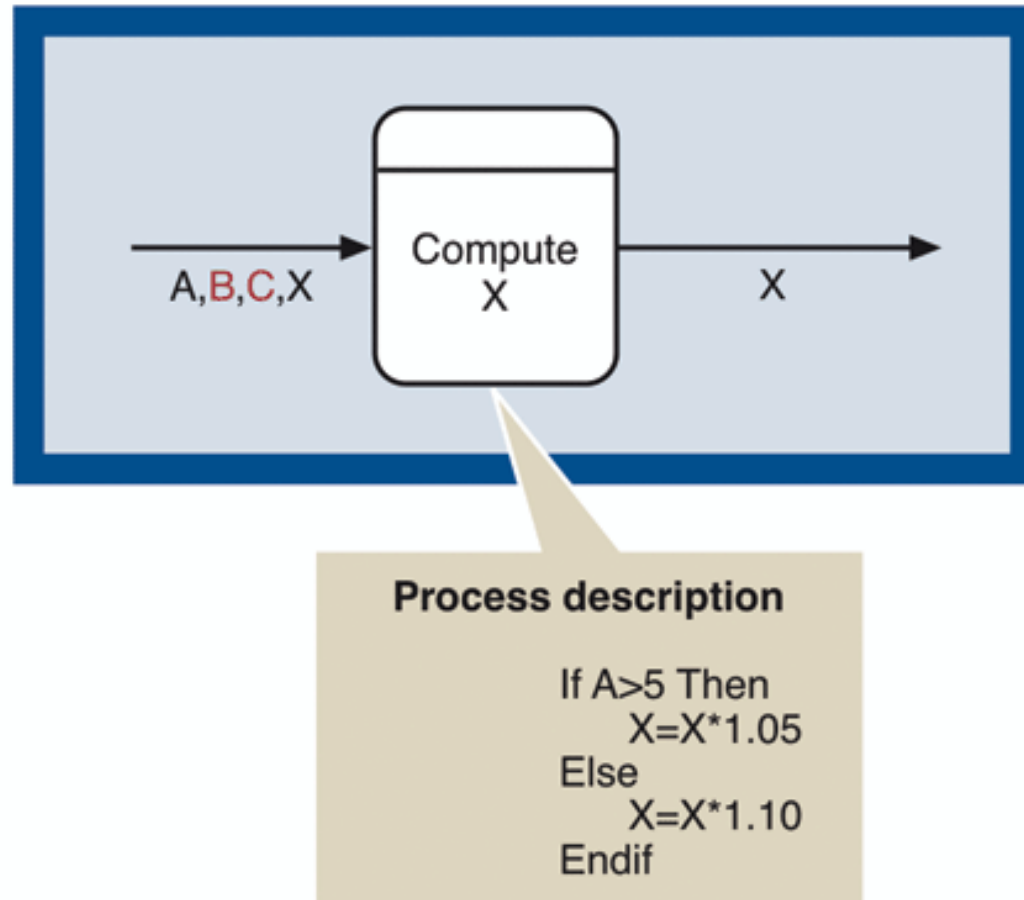 Compute
X
A,B,C,X
X
Process description
If A>5 Then
X=X*1.05
Else
X=X*1.10
Endif